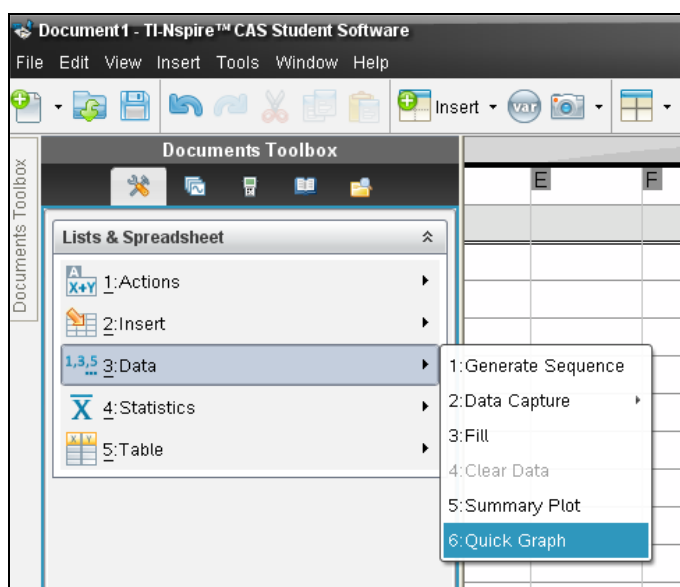 Document1 - TI-Nspire™ CAS Student Software
File Edit View Insert Tools Window Help
Insert
var
Documents Toolbox
Documents Toolbox
E F
Lists & Spreadsheet
1:Actions
2:Insert
1,3,5 3:Data
4:Statistics
5:Table
1:Generate Sequence
2:Data Capture
3:Fill
4:Clear Data
5:Summary Plot
6:Quick Graph